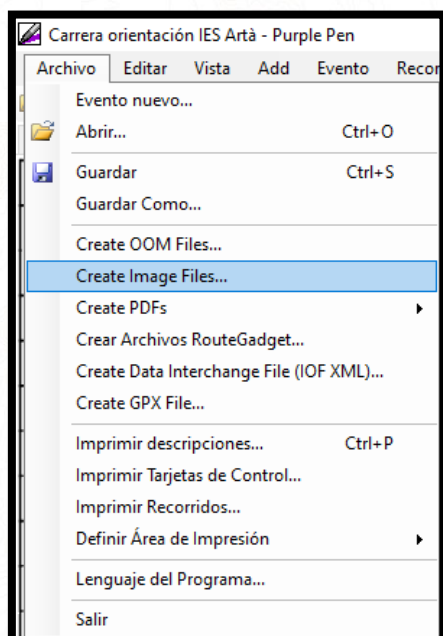 Carrera orientación IES Artà - Purple Pen
Archivo Editar Vista Add Evento Recor
Evento nuevo...
Abrir... Ctrl+O
Guardar Ctrl+S
Guardar Como...
Create OOM Files...
Create Image Files...
Create PDFs
Crear Archivos RouteGadget...
Create Data Interchange File (IOF XML)...
Create GPX File...
Imprimir descripciones... Ctrl+P
Imprimir Tarjetas de Control...
Imprimir Recorridos...
Definir Área de Impresión
Lenguaje del Programa...
Salir